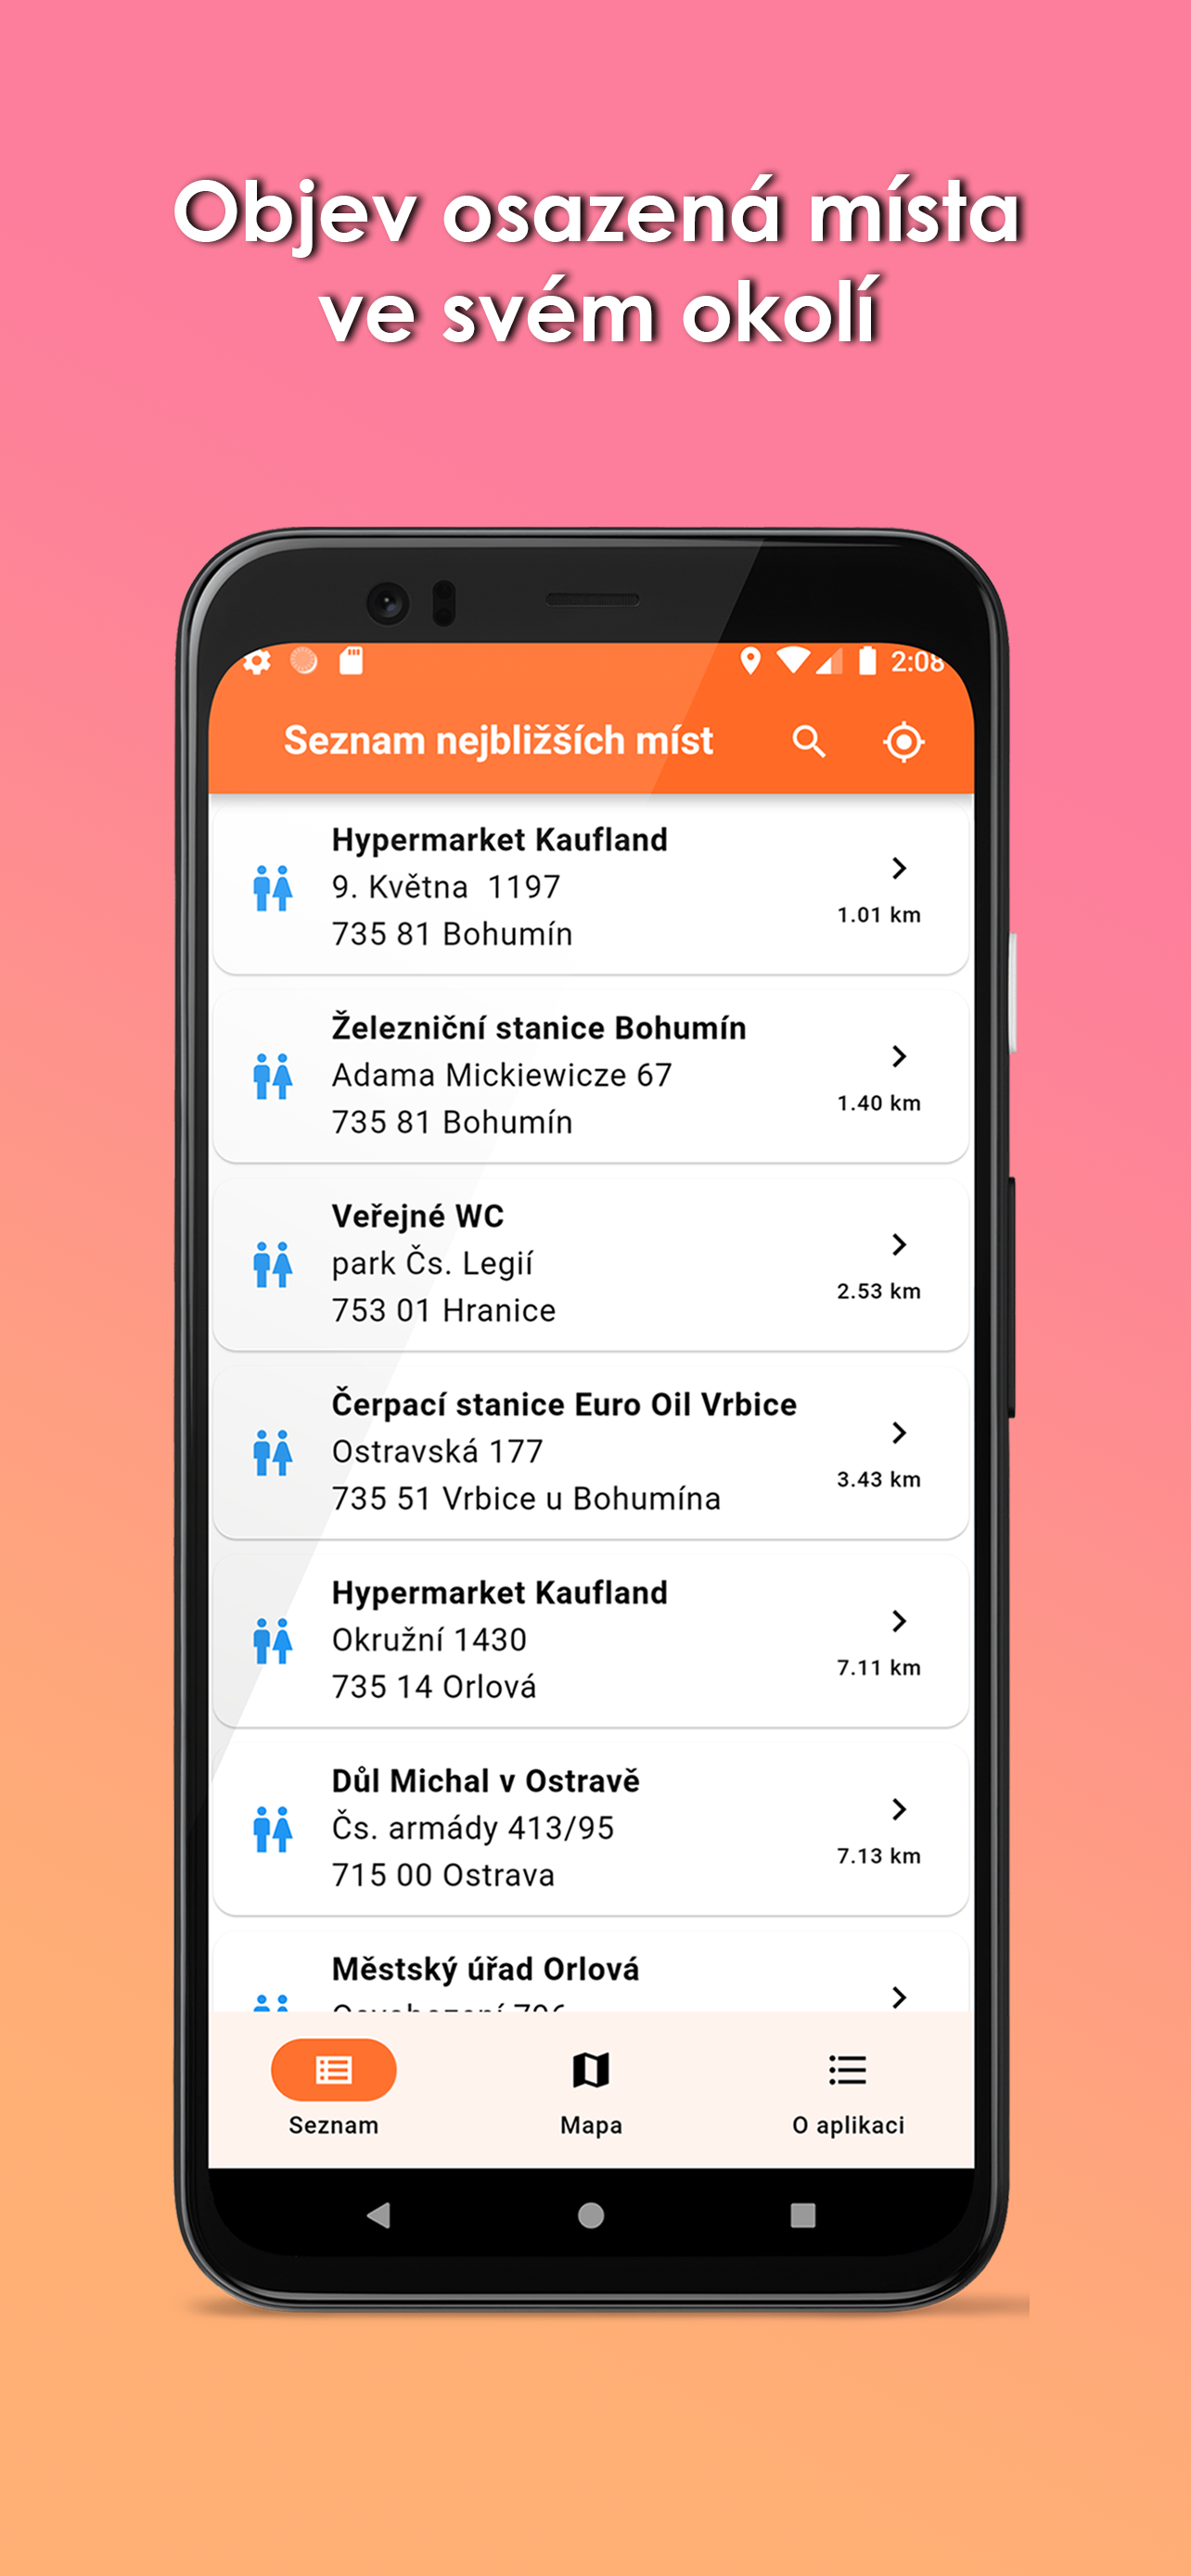 Objev osazená místa
ve svém okolí
2:08
Seznam nejbližších míst
Hypermarket Kaufland
9. Května 1197
735 81 Bohumín
1.01 km
Železniční stanice Bohumín
Adama Mickiewicze 67
735 81 Bohumín
1.40 km
Veřejné WC
park Čs. Legií
753 01 Hranice
2.53 km
Čerpací stanice Euro Oil Vrbice
Ostravská 177
735 51 Vrbice u Bohumína
3.43 km
Hypermarket Kaufland
Okružní 1430
735 14 Orlová
7.11 km
Důl Michal v Ostravě
Čs. armády 413/95
715 00 Ostrava
7.13 km
Městský úřad Orlová
Seznam
Mapa
O aplikaci